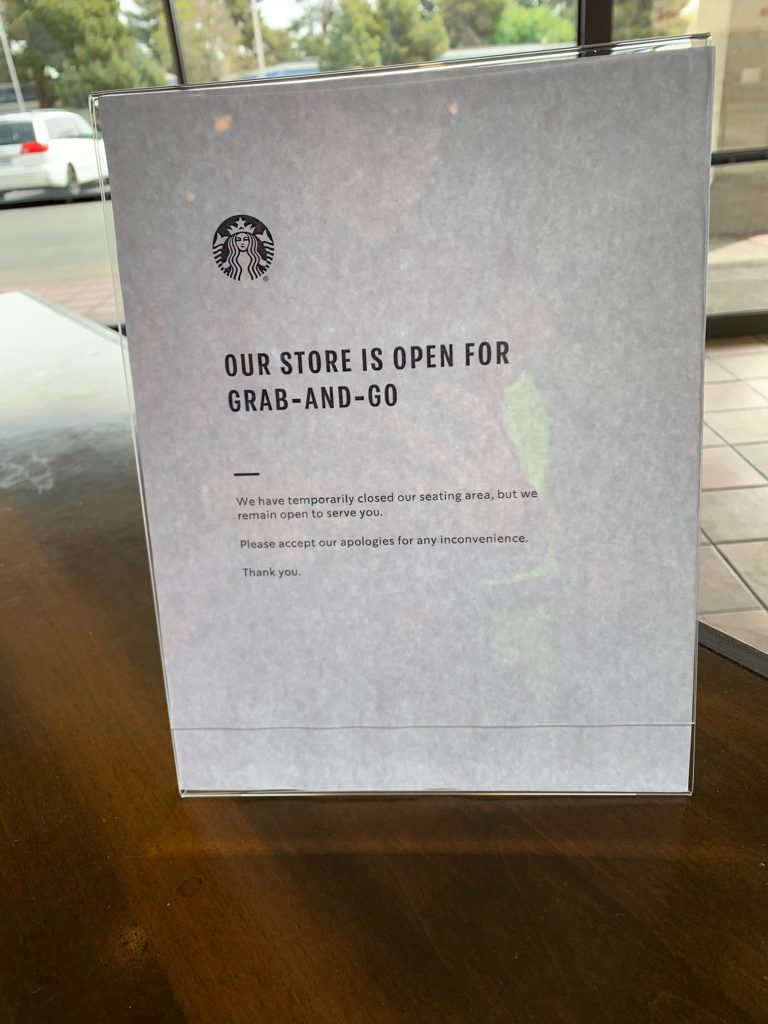 OUR STORE IS OPEN FOR
GRAB-AND-GO
We have temporarily closed our seating area, but we
remain open to serve you.
Please accept our apologies for any inconvenience.
Thank you.